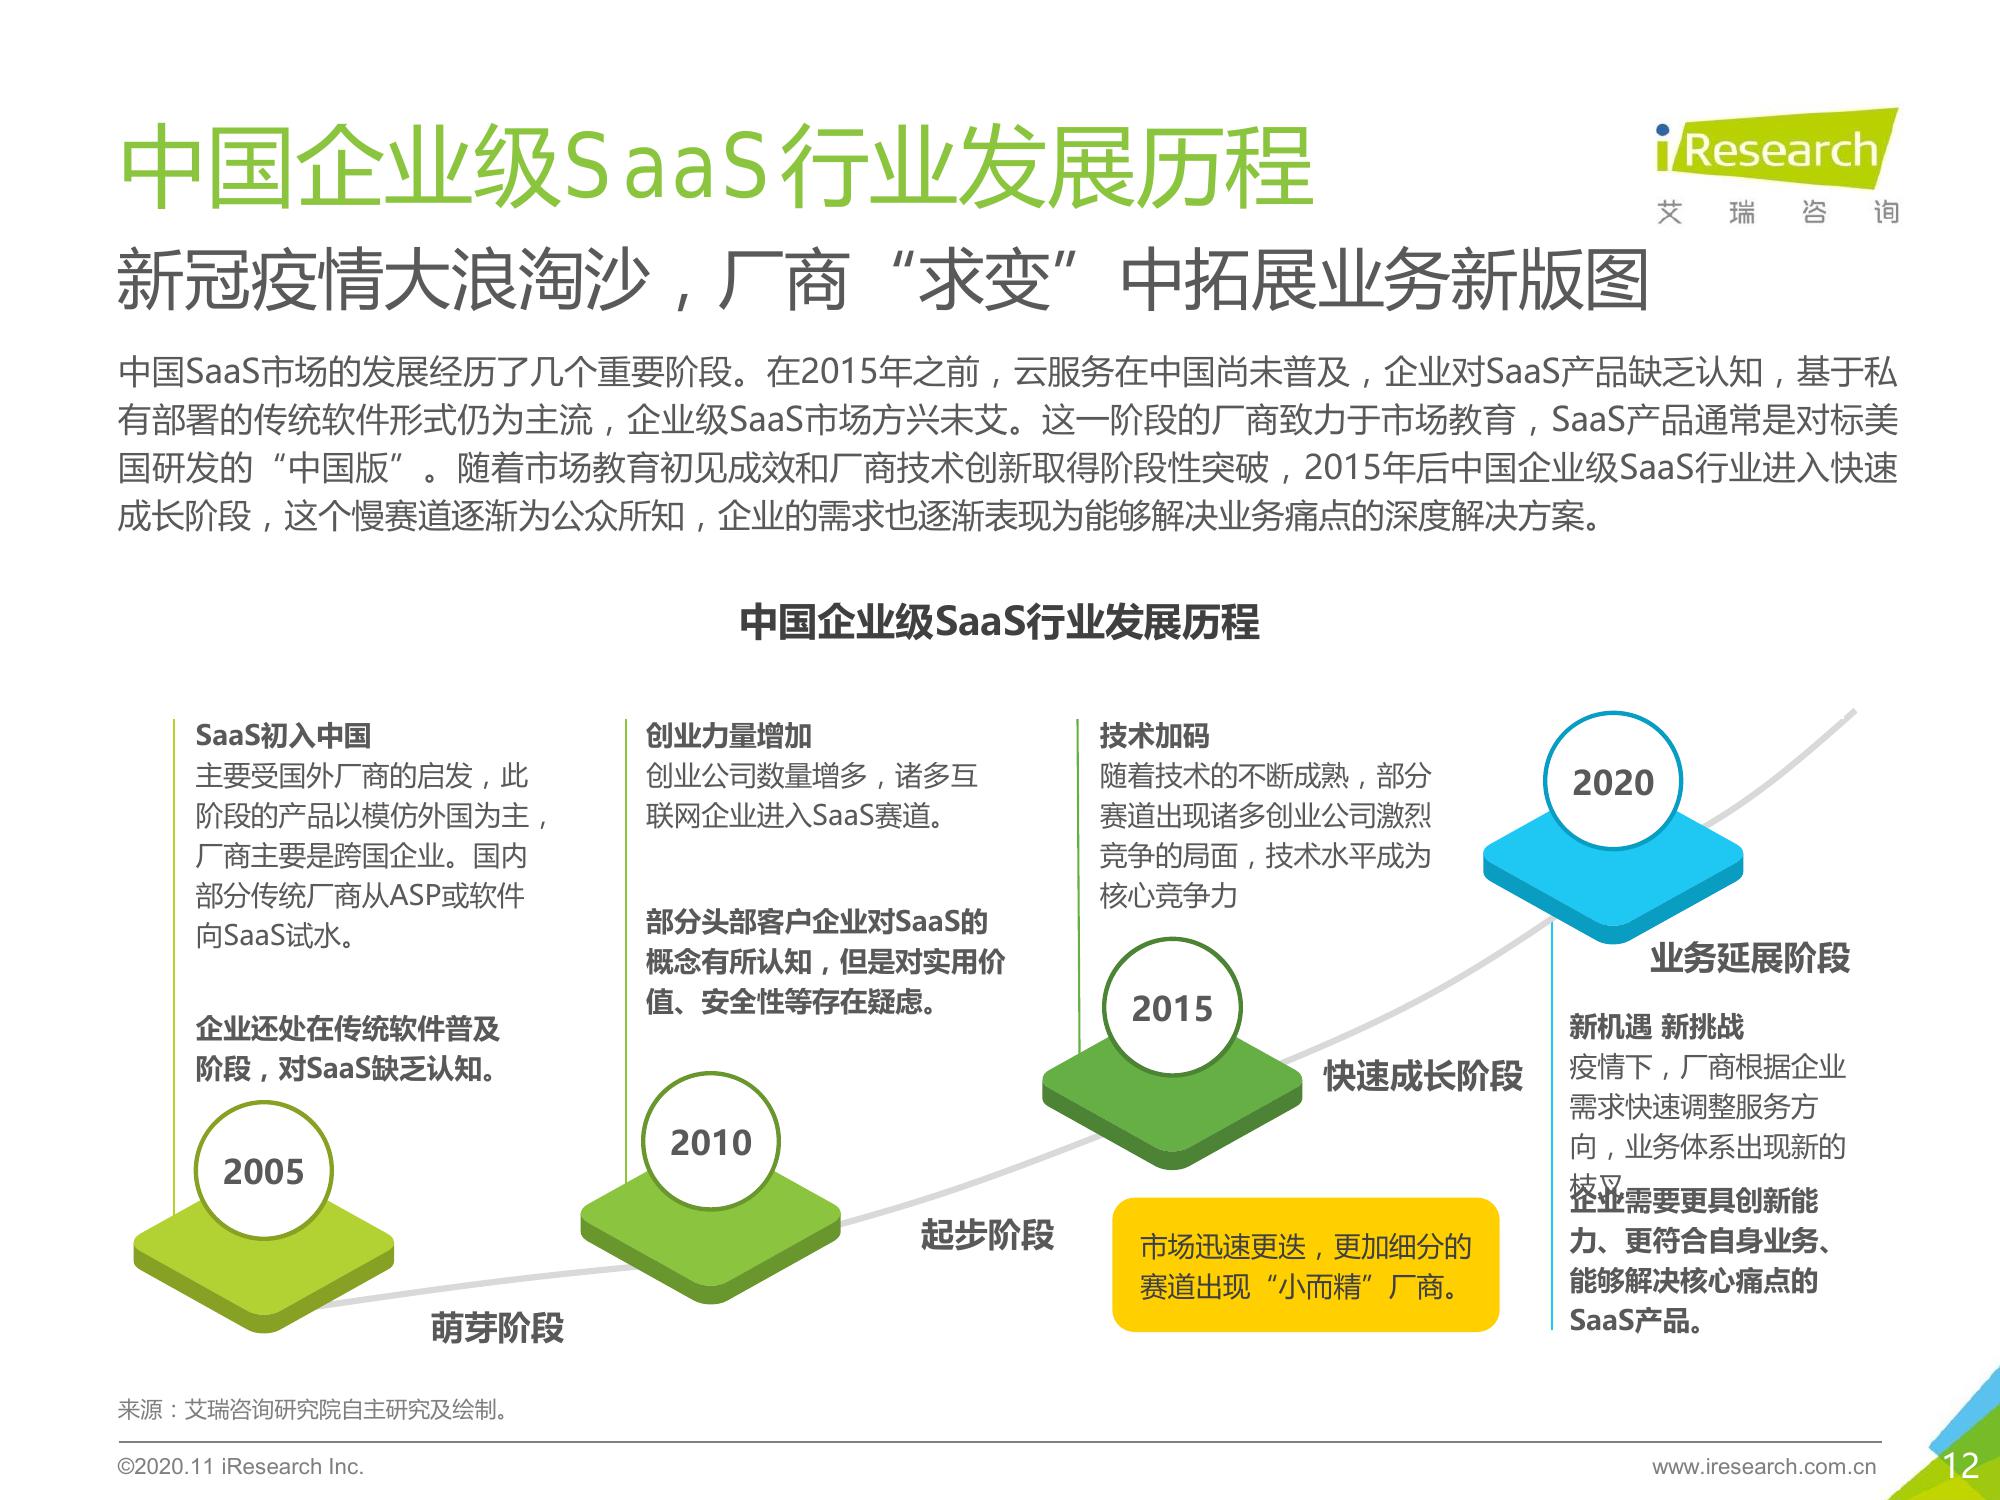 中国企业级SaaS行业发展历程
iResearch
艾瑞咨询
新冠疫情大浪淘沙，厂商“求变”中拓展业务新版图
中国SaaS市场的发展经历了几个重要阶段。在2015年之前，云服务在中国尚未普及，企业对SaaS产品缺乏认知，基于私
有部署的传统软件形式仍为主流，企业级SaaS市场方兴未艾。这一阶段的厂商致力于市场教育，SaaS产品通常是对标美
国研发的“中国版”。随着市场教育初见成效和厂商技术创新取得阶段性突破，2015年后中国企业级SaaS行业进入快速
成长阶段，这个慢赛道逐渐为公众所知，企业的需求也逐渐表现为能够解决业务痛点的深度解决方案。
中国企业级SaaS行业发展历程
SaaS初入中国
主要受国外厂商的启发，此
阶段的产品以模仿外国为主，
厂商主要是跨国企业。国内
部分传统厂商从ASP或软件
向SaaS试水。
企业还处在传统软件普及
阶段，对SaaS缺乏认知。
2005
萌芽阶段
创业力量增加
创业公司数量增多，诸多互
联网企业进入SaaS赛道。
部分头部客户企业对SaaS的
概念有所认知，但是对实用价
值、安全性等存在疑虑。
2010
起步阶段
技术加码
随着技术的不断成熟，部分
赛道出现诸多创业公司激烈
竞争的局面，技术水平成为
核心竞争力
2015
快速成长阶段
市场迅速更迭，更加细分的
赛道出现“小而精”厂商。
2020
业务延展阶段
新机遇 新挑战
疫情下，厂商根据企业
需求快速调整服务方
向，业务体系出现新的
枝叉
企业需要更具创新能
力、更符合自身业务、
能够解决核心痛点的
SaaS产品。
来源：艾瑞咨询研究院自主研究及绘制。
©2020.11 iResearch Inc.
www.iresearch.com.cn
12